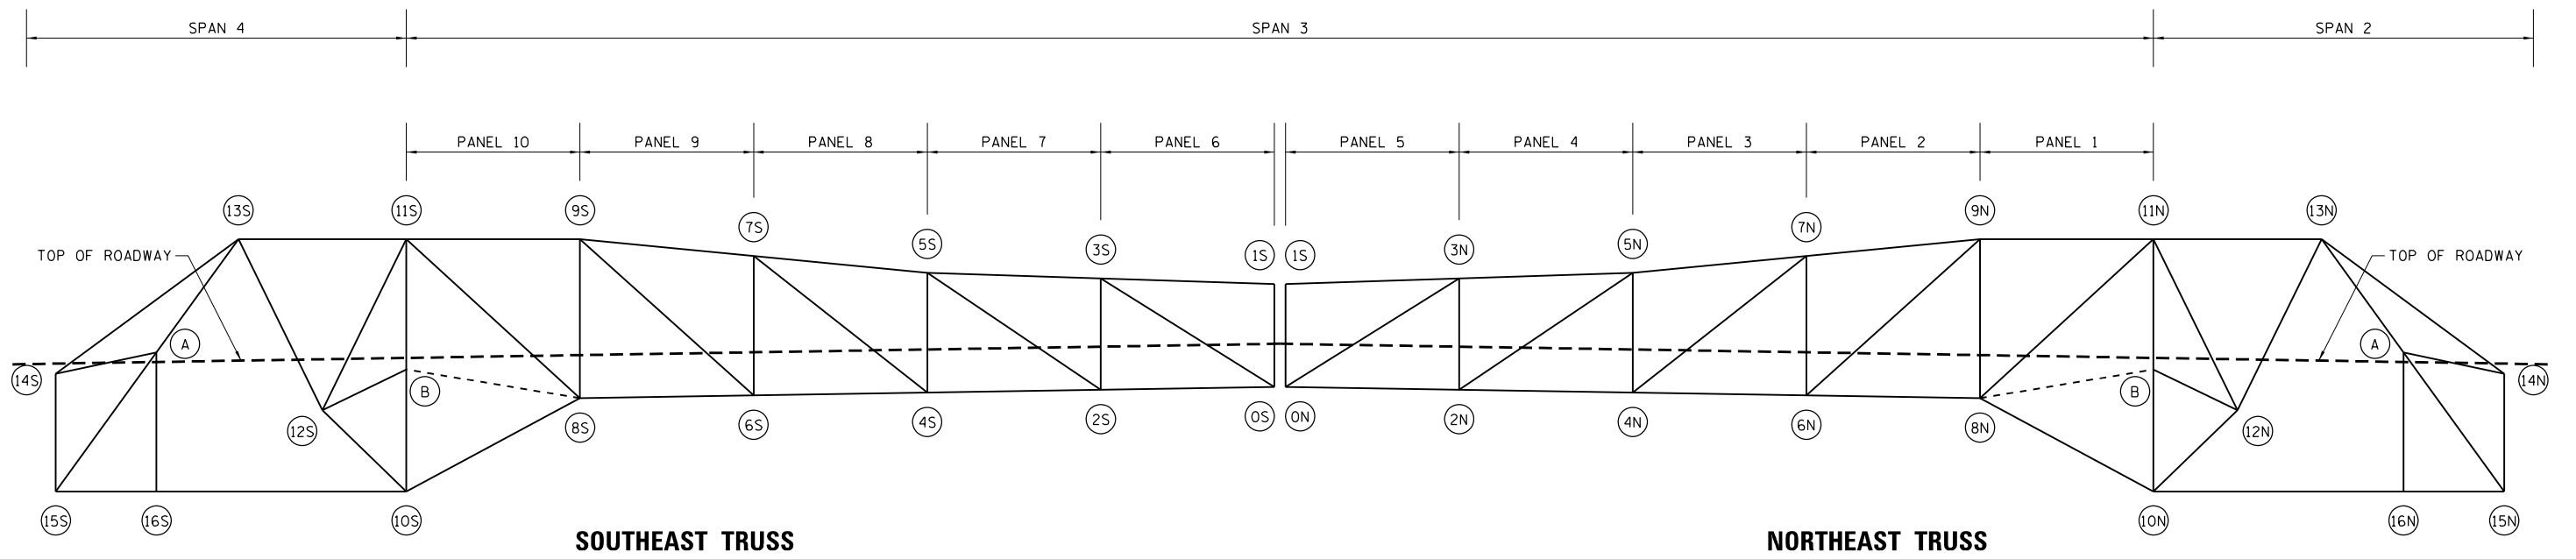 SPAN 4
SPAN 3
SPAN 2
PANEL 10
PANEL 9
PANEL 8
PANEL 7
PANEL 6
PANEL 5
PANEL 4
PANEL 3
PANEL 2
PANEL 1
13S
11S
9S
7S
5S
3S
1S
1S
3N
5N
7N
9N
11N
13N
TOP OF ROADWAY
TOP OF ROADWAY
A
A
14S
B
B
14N
12S
8S
6S
4S
2S
0S
0N
2N
4N
6N
8N
12N
15S
16S
10S
10N
16N
15N
SOUTHEAST TRUSS
NORTHEAST TRUSS